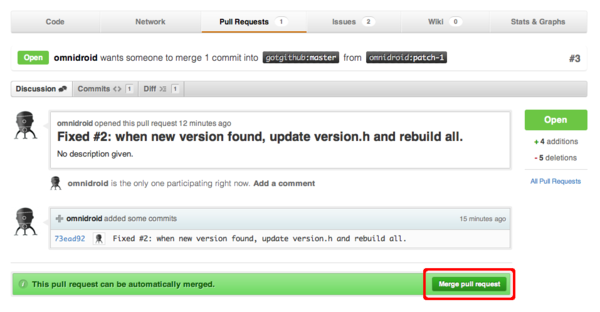 Code Network Pull Requests 1 Issues 2 Wiki 0 Stats & Graphs
Open omnidroid wants someone to merge 1 commit into gotgithub:master from omnidroid:patch-1 #3
Discussion Commits <> 1 Diff 1
omnidroid opened this pull request 12 minutes ago
Fixed #2: when new version found, update version.h and rebuild all.
No description given.
Open
+ 4 additions
- 5 deletions
All Pull Requests
omnidroid is the only one participating right now. Add a comment
omnidroid added some commits 15 minutes ago
73ead92 Fixed #2: when new version found, update version.h and rebuild all.
This pull request can be automatically merged. Merge pull request